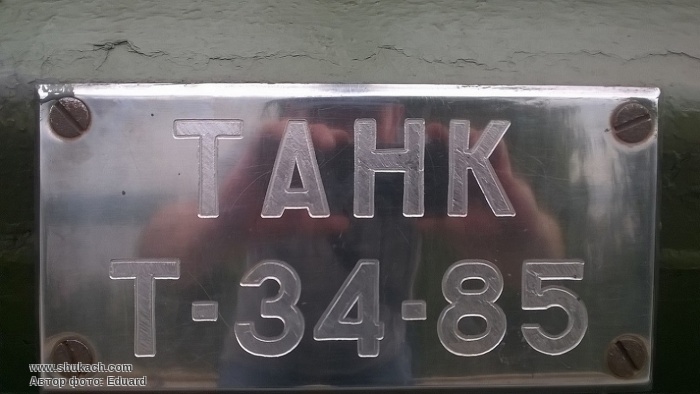 ТАНК
Т-34-85
www.shukach.com
Автор фото: Eduard